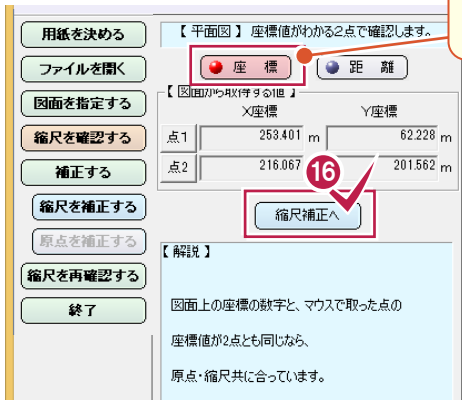 用紙を決める
ファイルを開く
図面を指定する
縮尺を確認する
補正する
縮尺を補正する
原点を補正する
縮尺を再確認する
終了
【 平面図 】 座標値がわかる2点で確認します。
座 標
距 離
【 図面から取得する値 】
X座標 Y座標
点1 253.401 m 62.228 m
点2 216.067 201.562 m
16
縮尺補正へ
【 解説 】
図面上の座標の数字と、マウスで取った点の
座標値が2点とも同じなら、
原点・縮尺共に合っています。